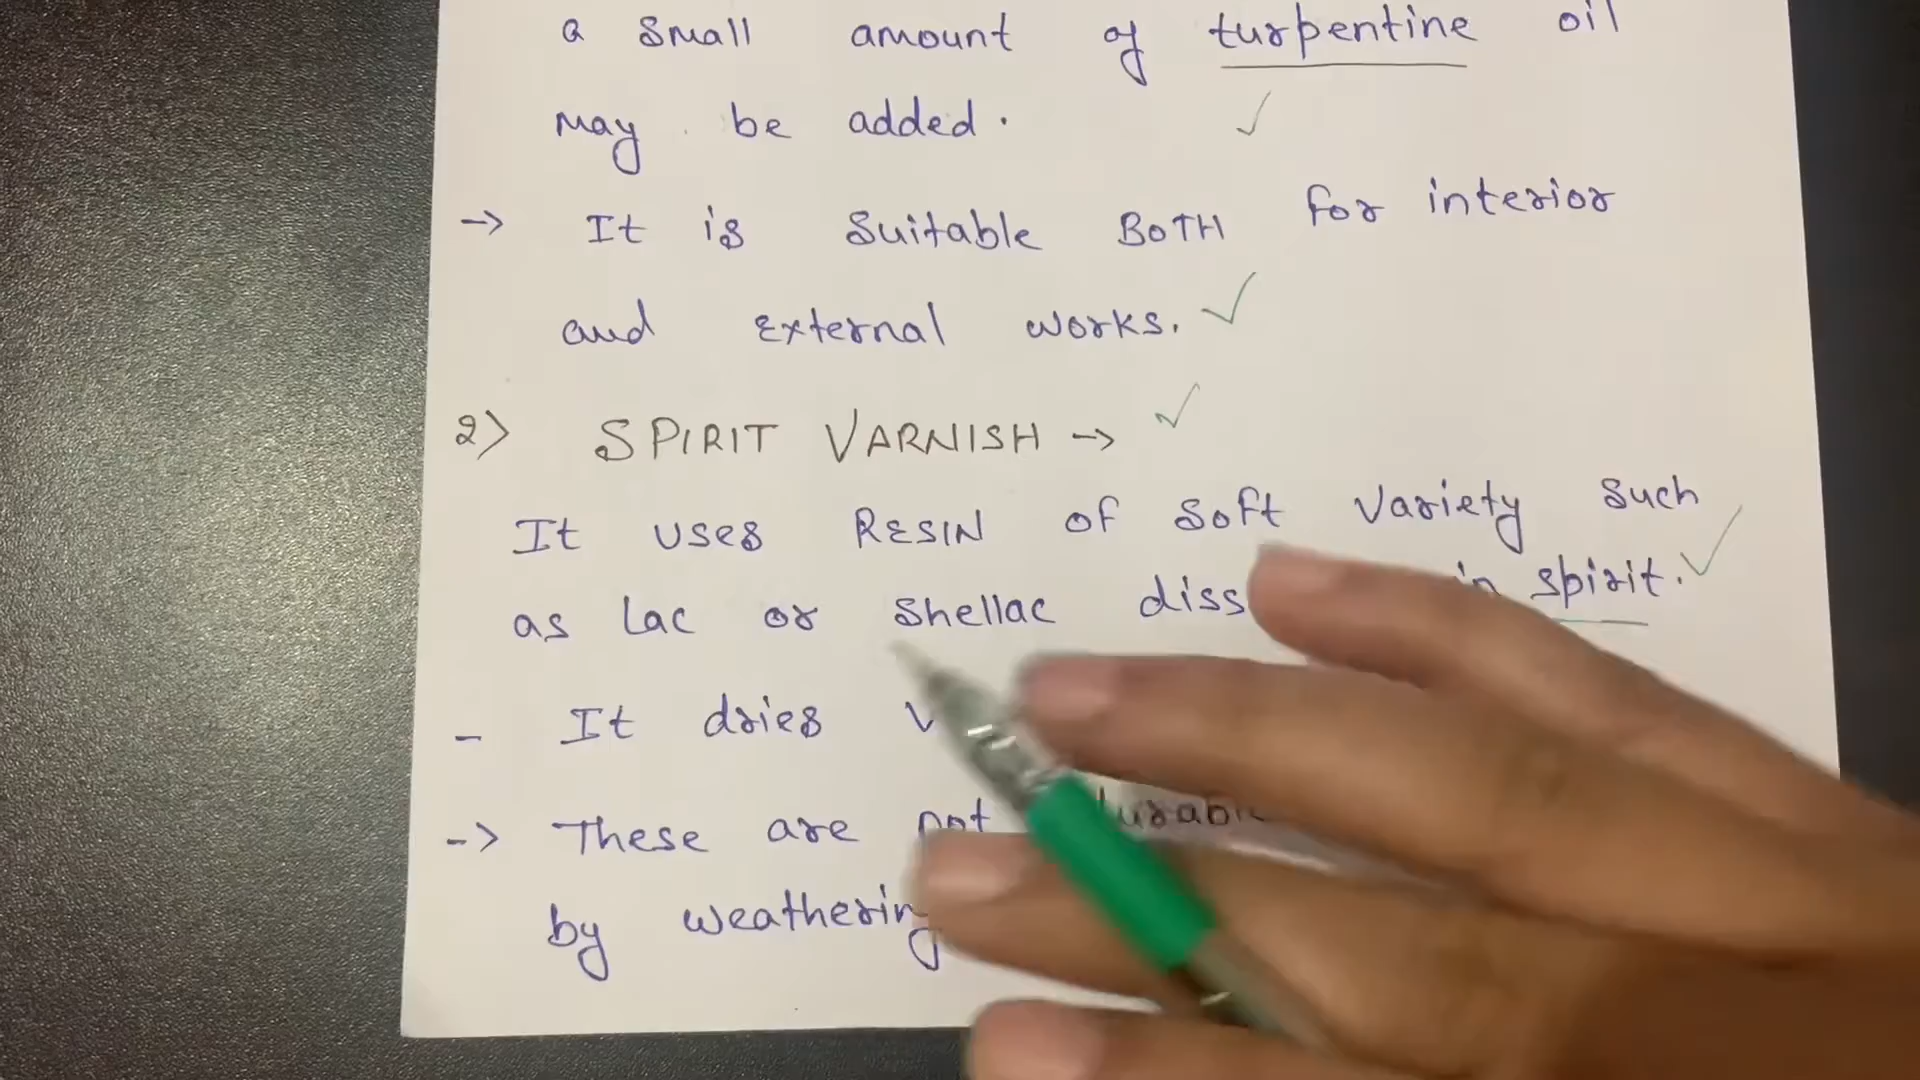 a small amount of turpentine oil
may be added.
-> It is suitable BOTH for interior
and External works.
2) SPIRIT VARNISH ->
It uses RESIN of soft variety such
as lac or shellac in spirit.
- It dries
-> These are not
by weathering